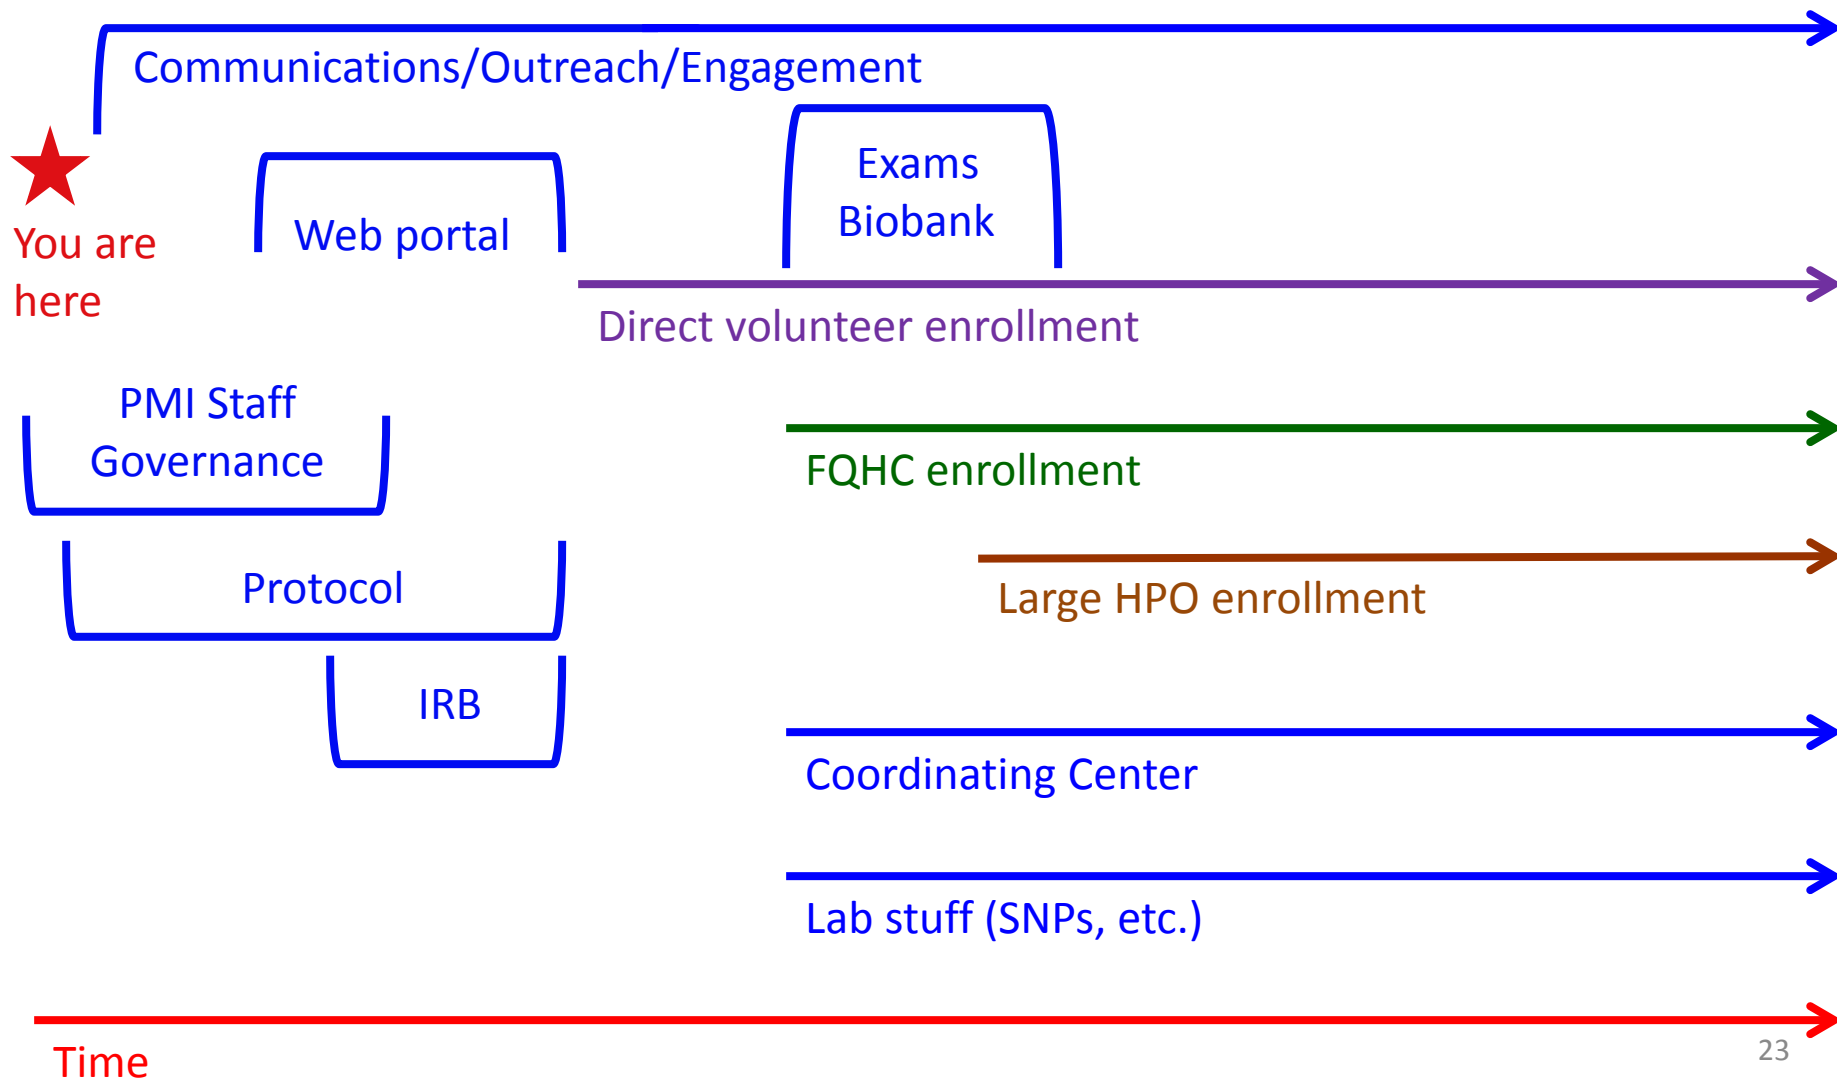 Communications/Outreach/Engagement
Exams
Biobank
Web portal
You are
here
Direct volunteer enrollment
PMI Staff
Governance
FQHC enrollment
Protocol
Large HPO enrollment
IRB
Coordinating Center
Lab stuff (SNPs, etc.)
Time
23